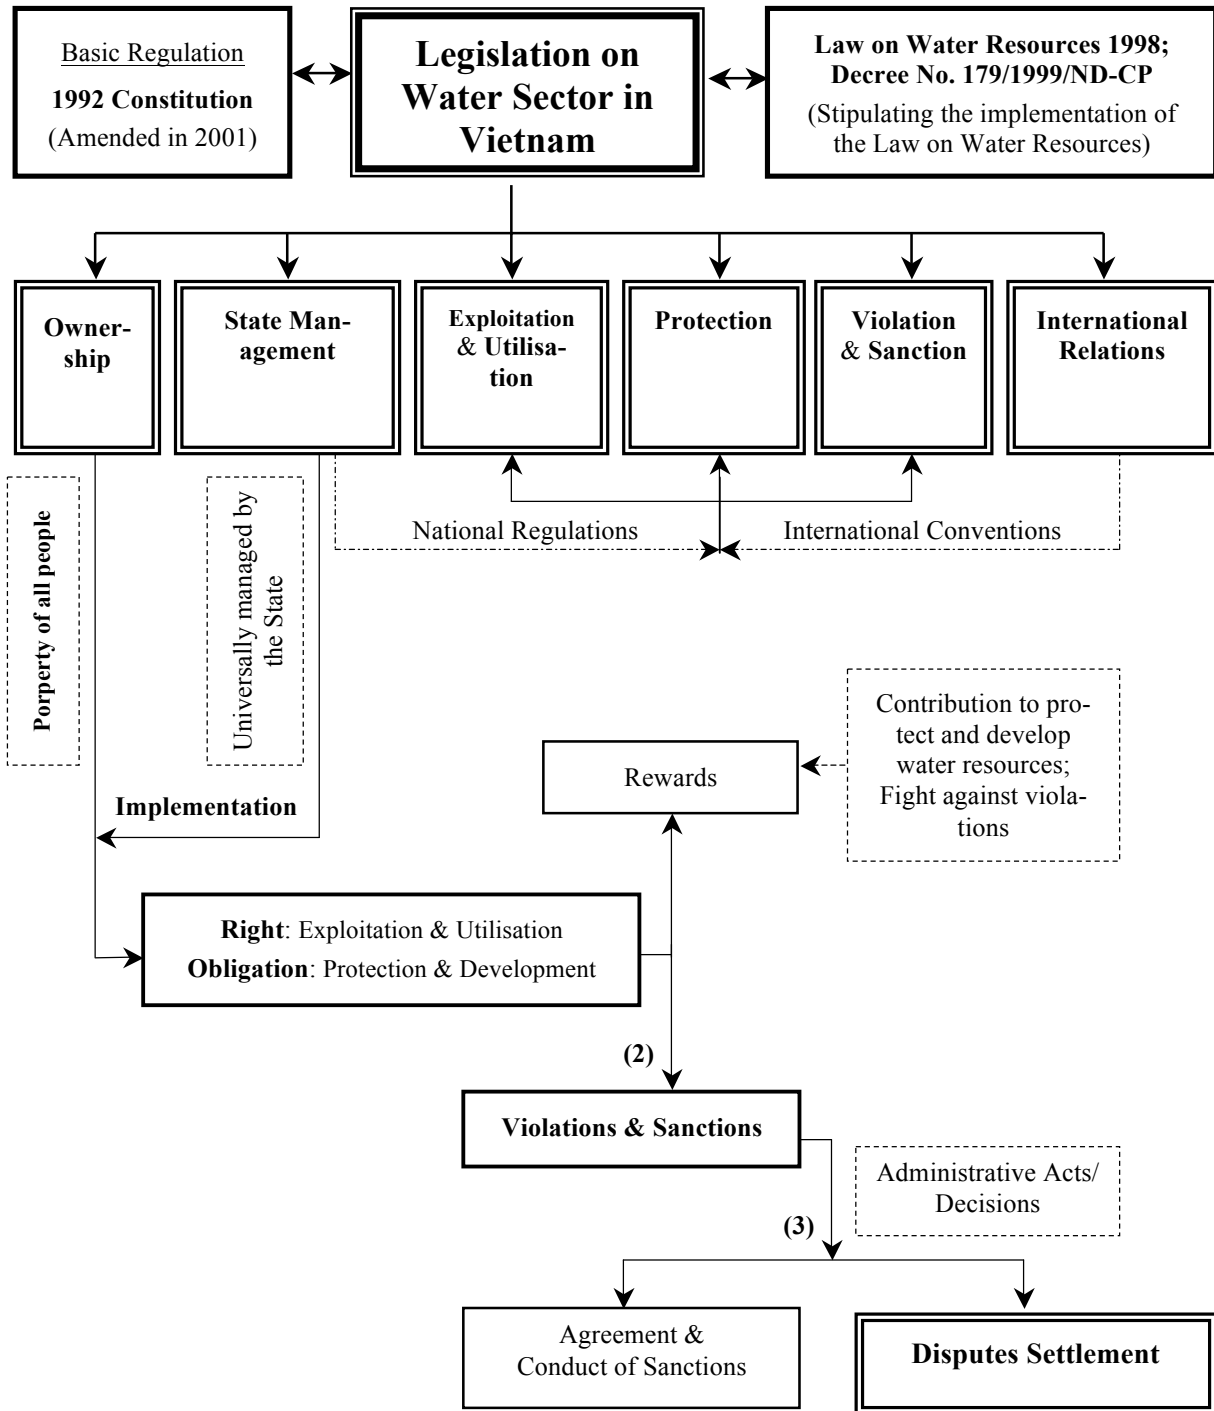 Basic Regulation
1992 Constitution
(Amended in 2001)
Legislation on
Water Sector in
Vietnam
Law on Water Resources 1998;
Decree No. 179/1999/ND-CP
(Stipulating the implementation of
the Law on Water Resources)
Owner-
ship
State Man-
agement
Exploitation
& Utilisa-
tion
Protection
Violation
& Sanction
International
Relations
Porperty of all people
Universally managed by
the State
National Regulations
International Conventions
Contribution to pro-
tect and develop
water resources;
Fight against viola-
tions
Rewards
Implementation
Right: Exploitation & Utilisation
Obligation: Protection & Development
(2)
Violations & Sanctions
Administrative Acts/
Decisions
(3)
Agreement &
Conduct of Sanctions
Disputes Settlement